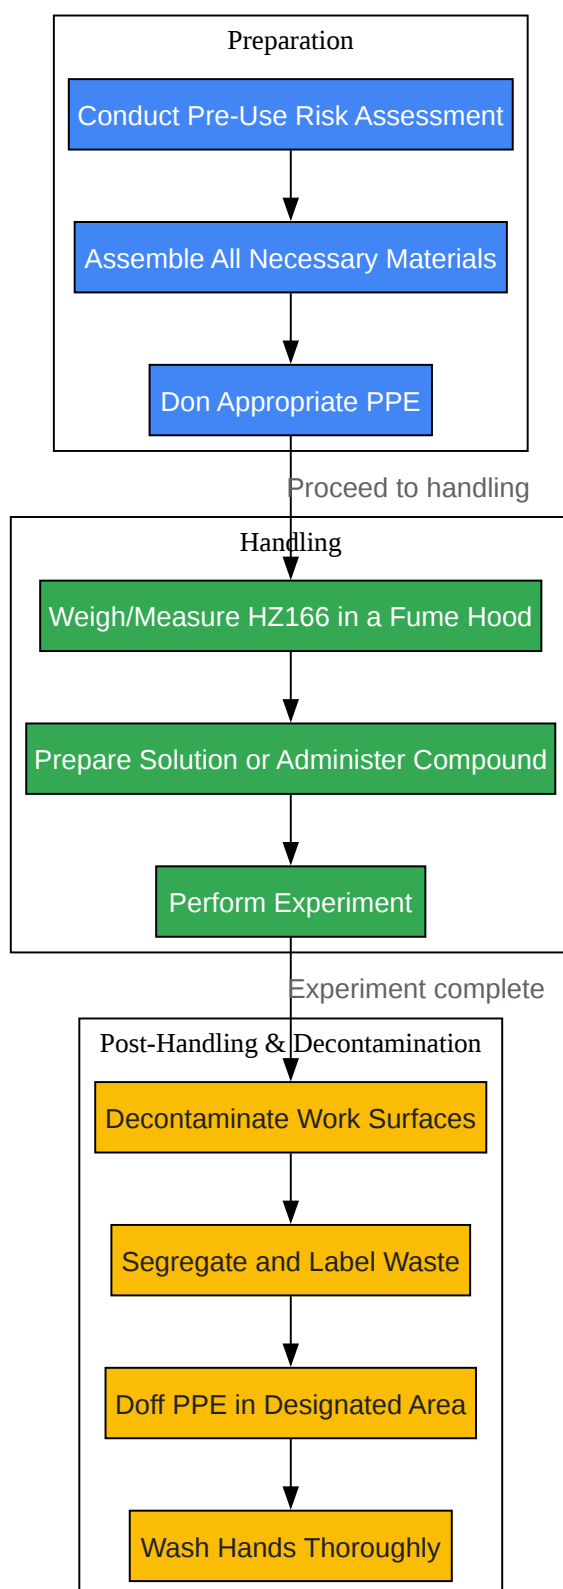 Preparation
Conduct Pre-Use Risk Assessment
Assemble All Necessary Materials
Don Appropriate PPE
Proceed to handling
Handling
Weigh/Measure HZ166 in a Fume Hood
Prepare Solution or Administer Compound
Perform Experiment
Experiment complete
Post-Handling & Decontamination
Decontaminate Work Surfaces
Segregate and Label Waste
Doff PPE in Designated Area
Wash Hands Thoroughly